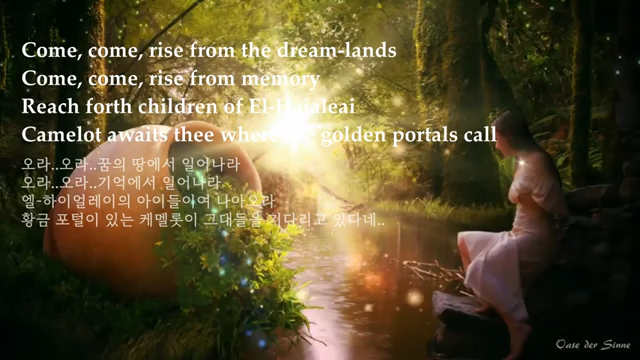 Come, come, rise from the dream-lands
Come, come, rise from memory
Reach forth children of El-Haialeai
Camelot awaits thee where golden portals call
오라..오라..꿈의 땅에서 일어나라
오라..오라..기억에서 일어나라
엘-하이얼레이의 아이들이여 나아오라
황금 포털이 있는 케멜롯이 그대들을 기다리고 있다네..
Oase der Sinne